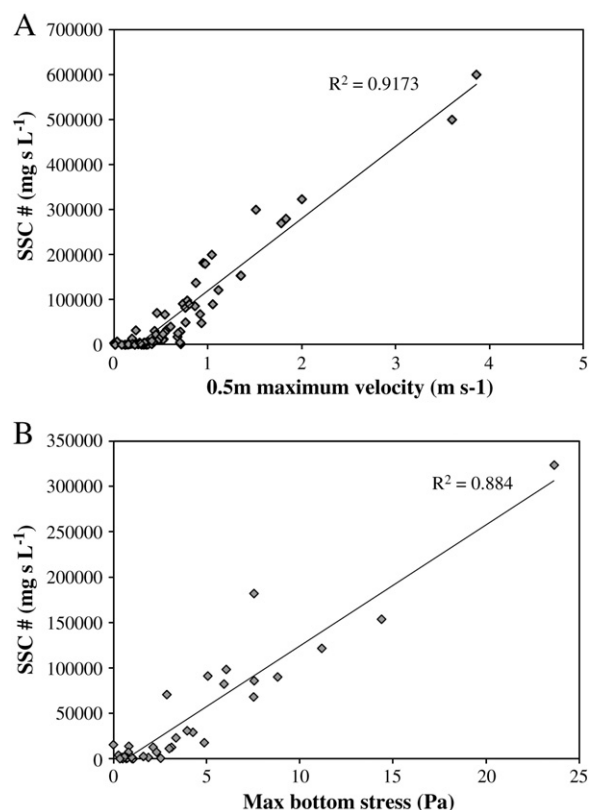 A
700000
600000
500000
400000
300000
200000
100000
0
SSC # (mg s L⁻¹)
R² = 0.9173
0 1 2 3 4 5
0.5m maximum velocity (m s-1)
B
350000
300000
250000
200000
150000
100000
50000
0
SSC # (mg s L⁻¹)
R² = 0.884
0 5 10 15 20 25
Max bottom stress (Pa)